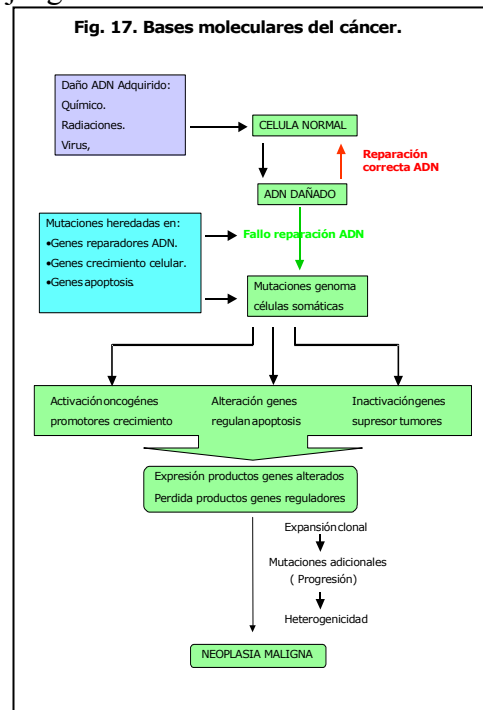 Fig. 17. Bases moleculares del cáncer.
Daño ADN Adquirido:
Químico.
Radiaciones.
Virus,
CELULA NORMAL
Reparación
correcta ADN
ADN DAÑADO
Mutaciones heredadas en:
•Genes reparadores ADN.
•Genes crecimiento celular.
•Genes apoptosis.
Fallo reparación ADN
Mutaciones genoma
células somáticas
Activación oncogénes
promotores crecimiento
Alteración genes
regulan apoptosis
Inactivación genes
supresor tumores
Expresión productos genes alterados
Perdida productos genes reguladores
Expansión clonal
Mutaciones adicionales
( Progresión)
Heterogenicidad
NEOPLASIA MALIGNA